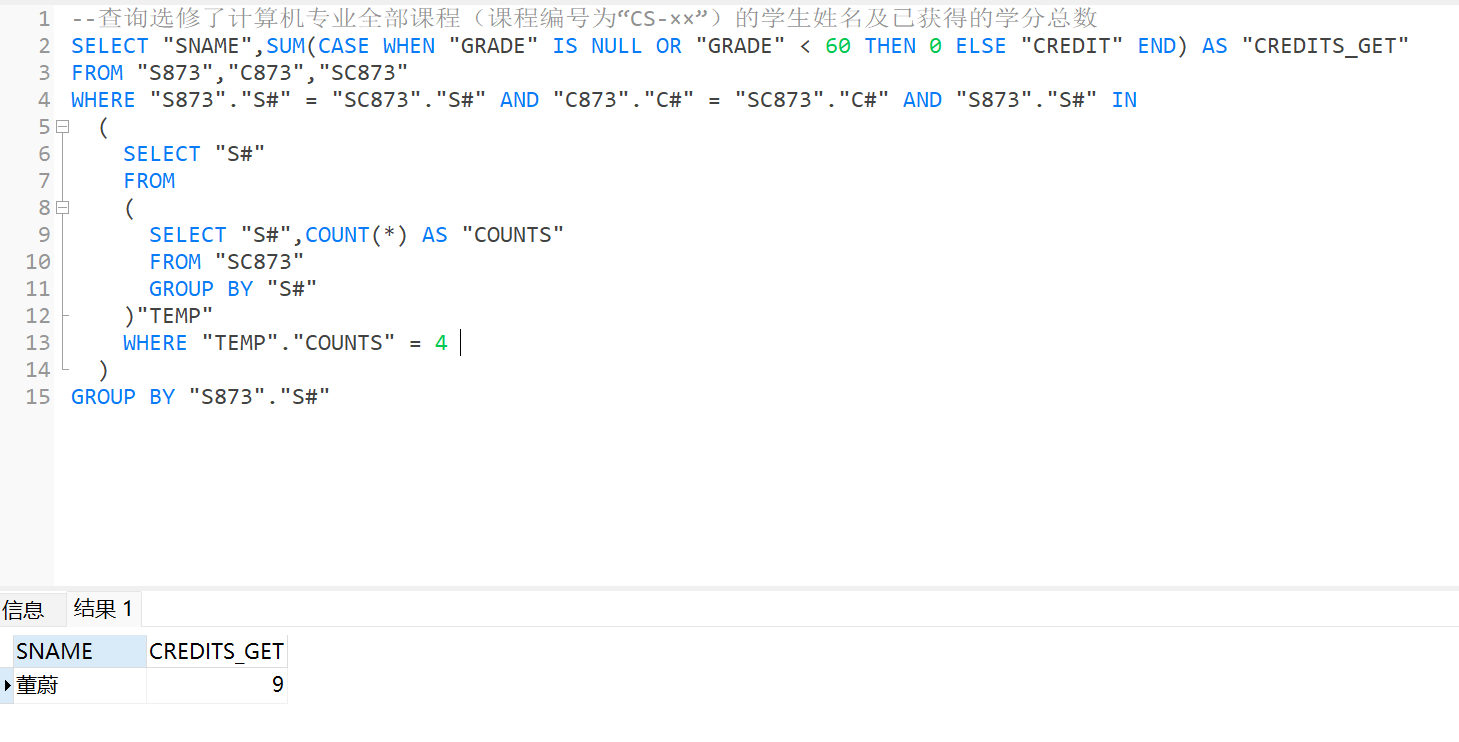 1 --查询选修了计算机专业全部课程（课程编号为“CS-××”）的学生姓名及已获得的学分总数
2 SELECT "SNAME",SUM(CASE WHEN "GRADE" IS NULL OR "GRADE" < 60 THEN 0 ELSE "CREDIT" END) AS "CREDITS_GET"
3 FROM "S873","C873","SC873"
4 WHERE "S873"."S#" = "SC873"."S#" AND "C873"."C#" = "SC873"."C#" AND "S873"."S#" IN
5 (
6 SELECT "S#"
7 FROM
8 (
9 SELECT "S#",COUNT(*) AS "COUNTS"
10 FROM "SC873"
11 GROUP BY "S#"
12 )"TEMP"
13 WHERE "TEMP"."COUNTS" = 4
14 )
15 GROUP BY "S873"."S#"
信息 结果 1
SNAME CREDITS_GET
董蔚 9